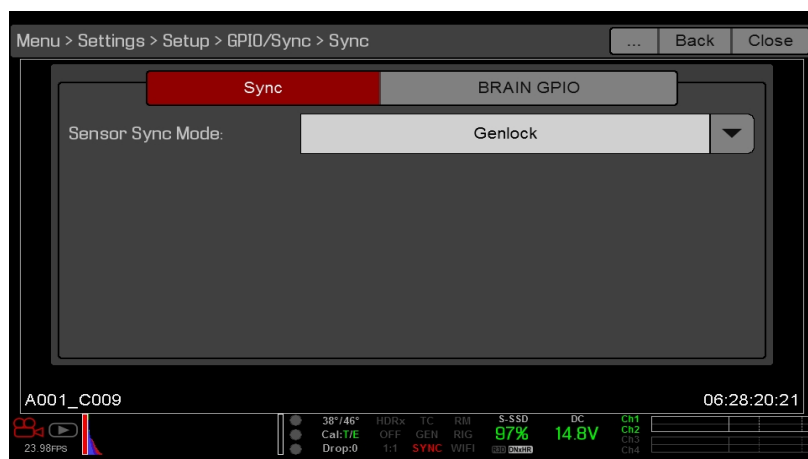 Menu > Settings > Setup > GPIO/Sync > Sync ... Back Close
Sync BRAIN GPIO
Sensor Sync Mode: Genlock
A001_C009 06:28:20:21
38°/46° HDRx TC RM S-SSD DC Ch1
Cal:T/E OFF GEN RIG 97% 14.8V Ch2
23.98FPS Drop:0 1:1 SYNC WIFI DNxHR Ch3
Ch4